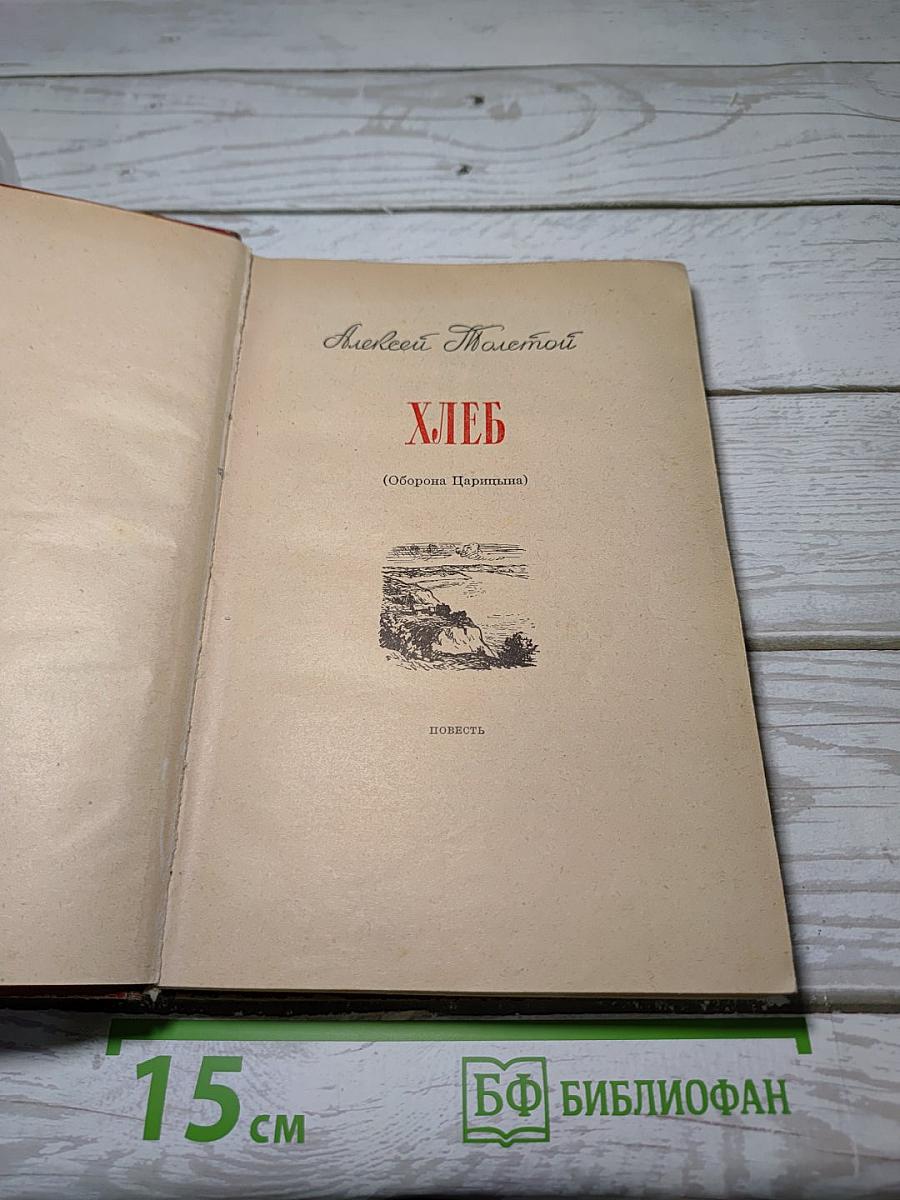 Алексей Толстой
ХЛЕБ
(Оборона Царицына)
ПОВЕСТЬ
15 см
БФ БИБЛИОФАН